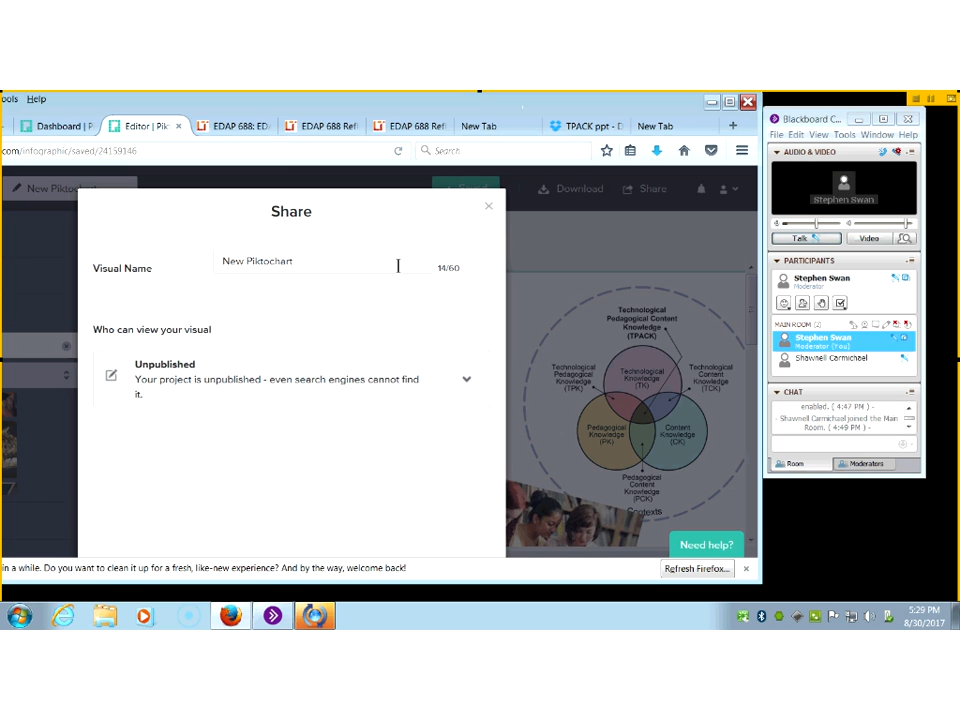 ools Help
Dashboard | P
Editor | Pik
EDAP 688: ED
EDAP 688 Refl
EDAP 688 Refl
New Tab
TPACK ppt - D
New Tab
com/infographic/saved/24159146
Search
New Piktochart
Saved
Download
Share
Share
Visual Name
New Piktochart
14/60
Who can view your visual
Unpublished
Your project is unpublished - even search engines cannot find
it.
Technological
Pedagogical Content
Knowledge
(TPACK)
Technological
Pedagogical
Knowledge
(TPK)
Technological
Knowledge
(TK)
Technological
Content
Knowledge
(TCK)
Pedagogical
Knowledge
(PK)
Content
Knowledge
(CK)
Pedagogical
Content
Knowledge
(PCK)
Contexts
Need help?
in a while. Do you want to clean it up for a fresh, like-new experience? And by the way, welcome back!
Refresh Firefox...
Blackboard C...
File Edit View Tools Window Help
AUDIO & VIDEO
Stephen Swan
Talk
Video
PARTICIPANTS
Stephen Swan
Moderator
MAIN ROOM (2)
Stephen Swan
Moderator (You)
Shawnell Carmichael
CHAT
enabled. ( 4:47 PM ) -
- Shawnell Carmichael joined the Main
Room. ( 4:49 PM ) -
Room
Moderators
5:29 PM
8/30/2017